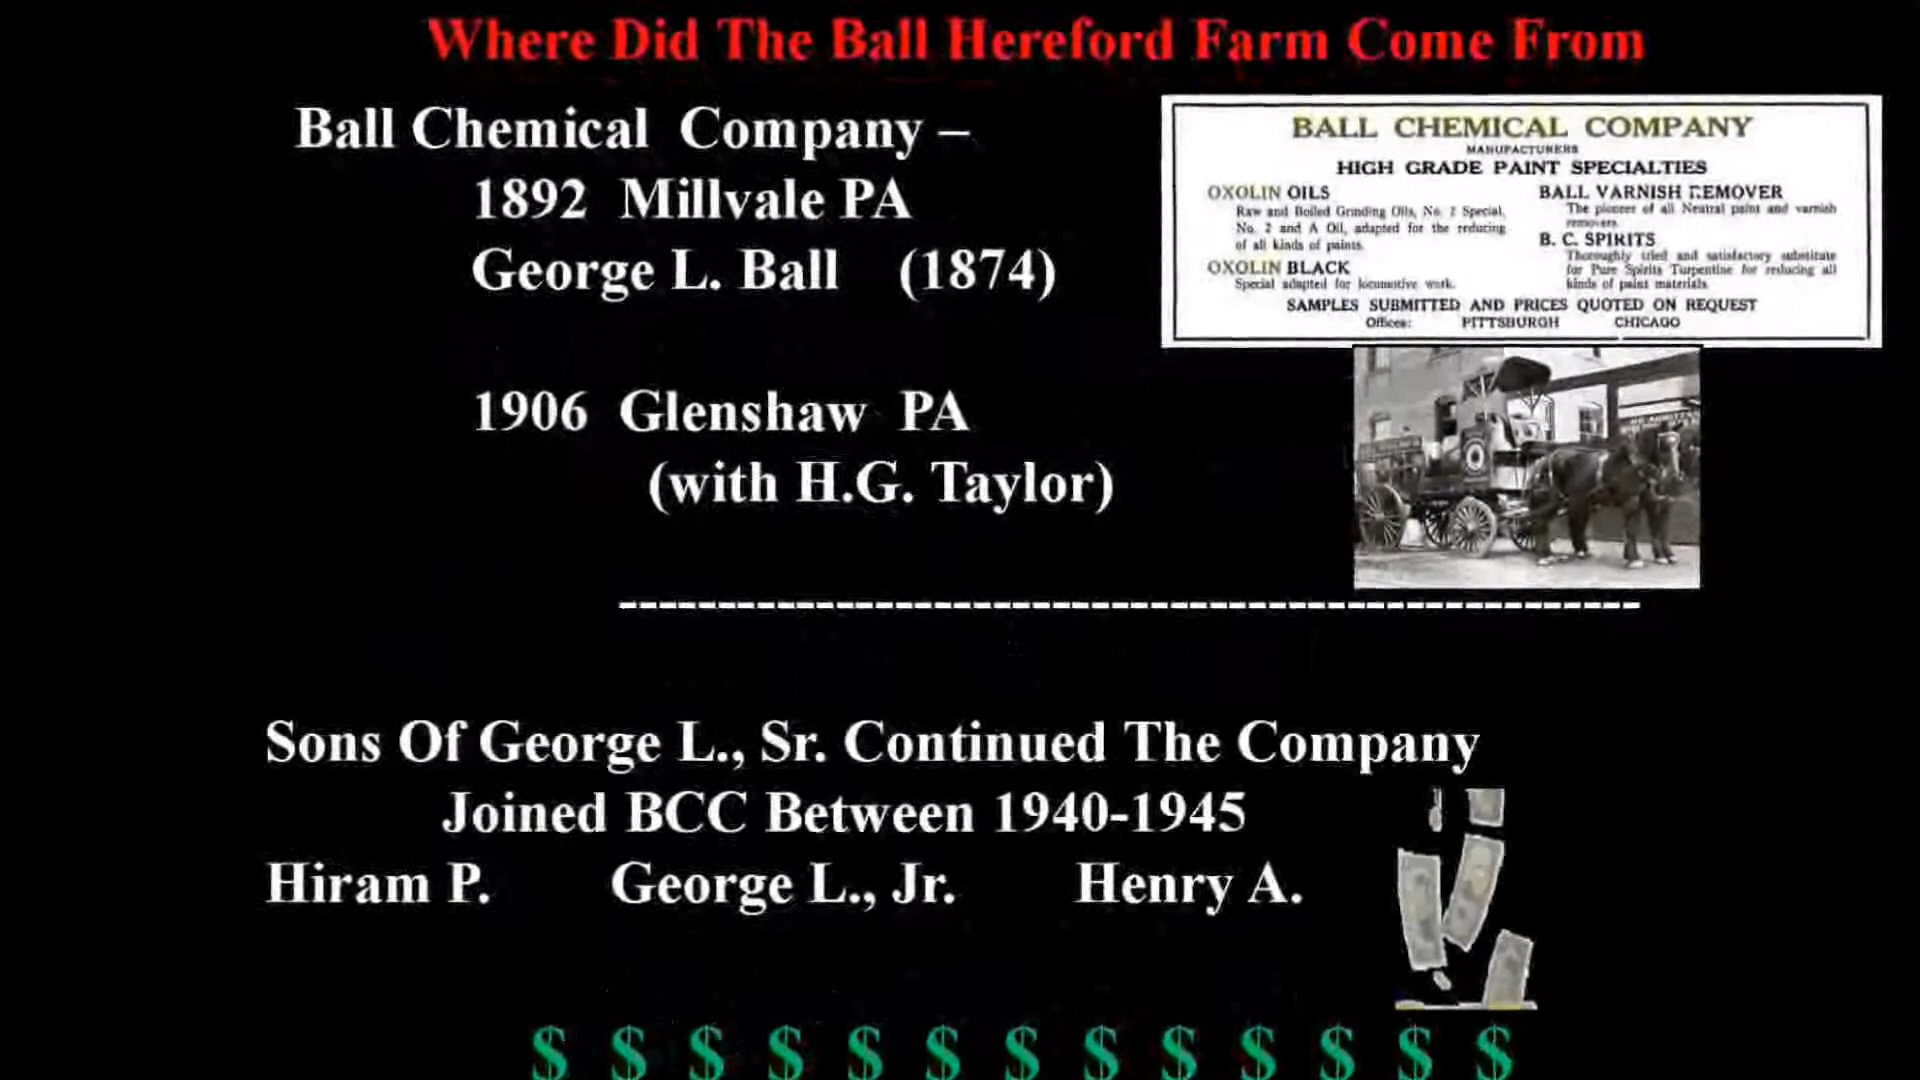 Where Did The Ball Hereford Farm Come From
Ball Chemical Company –
1892 Millvale PA
George L. Ball (1874)
1906 Glenshaw PA
(with H.G. Taylor)
BALL CHEMICAL COMPANY
MANUFACTURERS
HIGH GRADE PAINT SPECIALTIES
OXOLIN OILS
Raw and Boiled Grinding Oils, No. 1 Special,
No. 2 and A Oil, adapted for the reducing
of all kinds of paints.
OXOLIN BLACK
Special adapted for locomotive work.
BALL VARNISH REMOVER
The pioneer of all Neutral paint and varnish
removers.
B. C. SPIRITS
Thoroughly tried and satisfactory substitute
for Pure Spirits Turpentine for reducing all
kinds of paint materials.
SAMPLES SUBMITTED AND PRICES QUOTED ON REQUEST
Offices: PITTSBURGH CHICAGO
---------------------------------------------------
Sons Of George L., Sr. Continued The Company
Joined BCC Between 1940-1945
Hiram P. George L., Jr. Henry A.
$ $ $ $ $ $ $ $ $ $ $ $ $